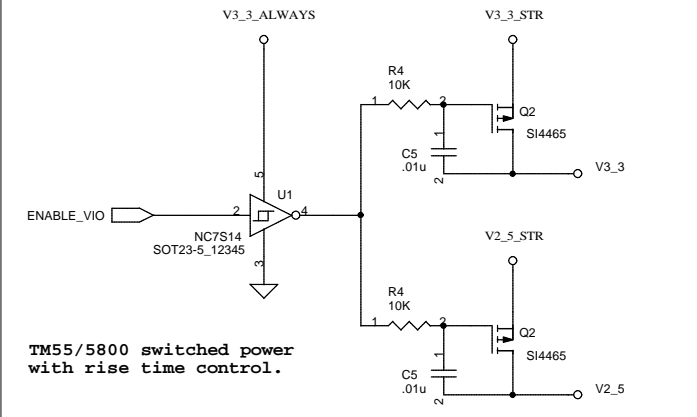 V3_3_ALWAYS
V3_3_STR
R4
10K
1
2
Q2
SI4465
1
C5
.01u
2
V3_3
5
U1
ENABLE_VIO
2
4
NC7S14
SOT23-5_12345
3
V2_5_STR
R4
10K
1
2
Q2
SI4465
1
C5
.01u
2
V2_5
TM55/5800 switched power
with rise time control.